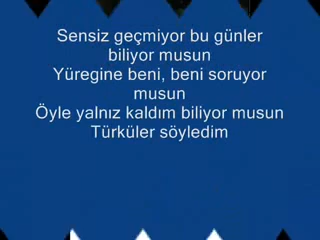 Sensiz geçmiyor bu günler
biliyor musun
Yüregine beni, beni soruyor
musun
Öyle yalnız kaldım biliyor musun
Türküler söyledim